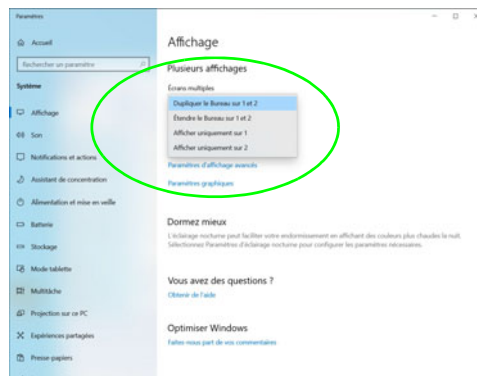 Paramètres
Accueil
Rechercher un paramètre
Système
Affichage
Son
Notifications et actions
Assistant de concentration
Alimentation et mise en veille
Batterie
Stockage
Mode tablette
Multitâche
Projection sur ce PC
Expériences partagées
Presse-papiers
Affichage
Plusieurs affichages
Écrans multiples
Dupliquer le Bureau sur 1 et 2
Étendre le Bureau sur 1 et 2
Afficher uniquement sur 1
Afficher uniquement sur 2
Paramètres d'affichage avancés
Paramètres graphiques
Dormez mieux
L'éclairage nocturne peut faciliter votre endormissement en affichant des couleurs plus chaudes la nuit.
Sélectionnez Paramètres d'éclairage nocturne pour configurer les paramètres nécessaires.
Vous avez des questions ?
Obtenir de l'aide
Optimiser Windows
Faites-nous part de vos commentaires